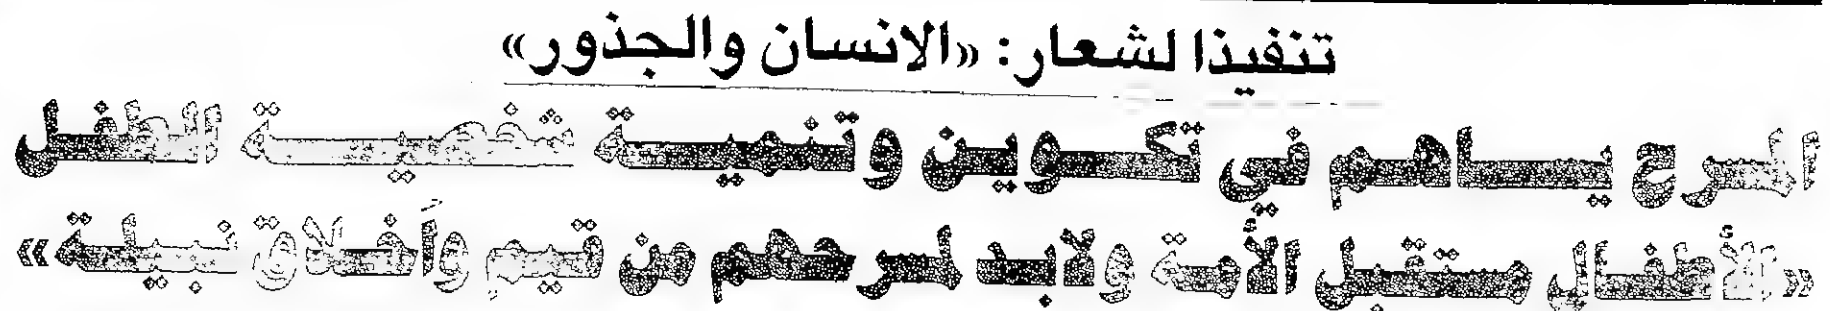 تنفيذا لشعار: «الانسان والجذور»
المسرح يساهم في تكوين وتنمية شخصية الطفل
«الأطفال مستقبل الأمة ولابد لمسرحهم من قيم وأخلاق نبيلة»